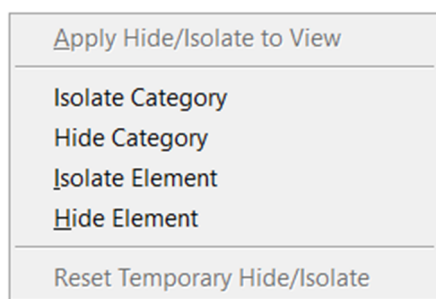 Apply Hide/Isolate to View
Isolate Category
Hide Category
Isolate Element
Hide Element
Reset Temporary Hide/Isolate